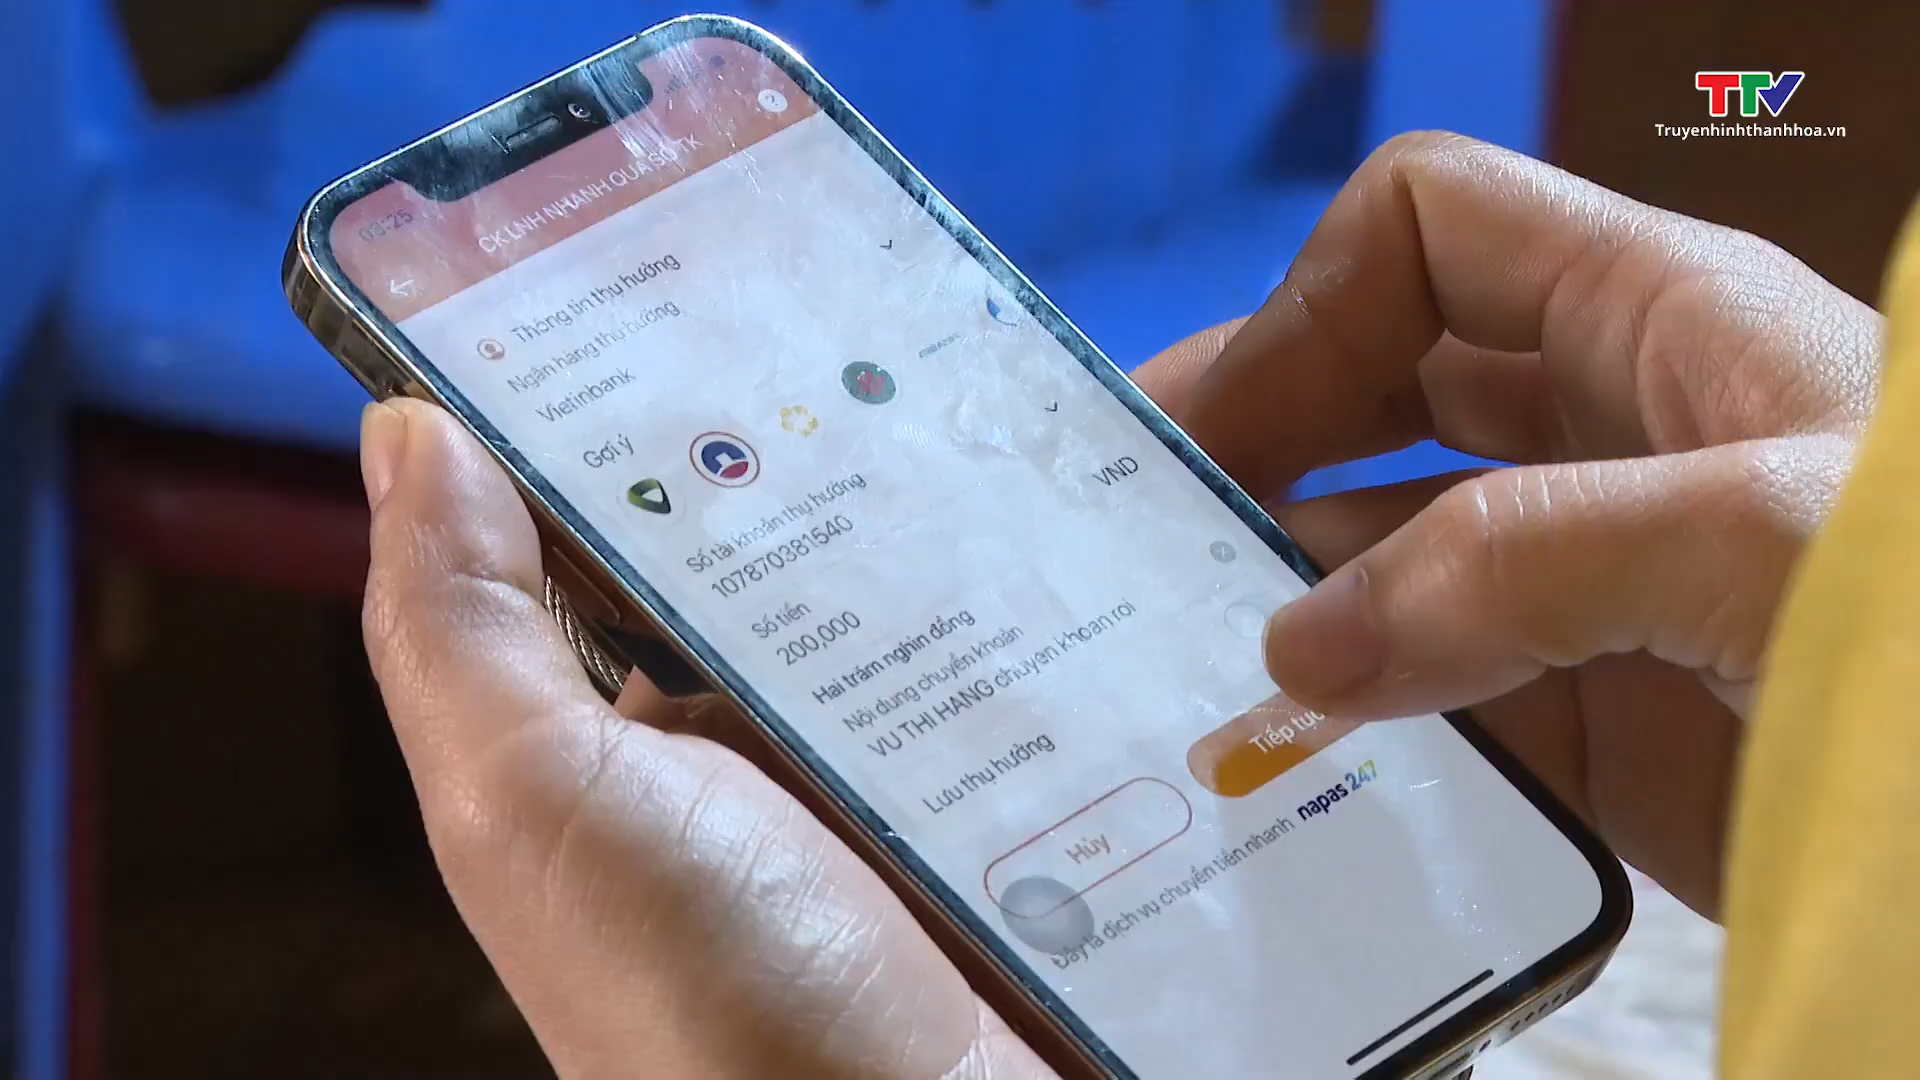 TTV
Truyenhinhthanhhoa.vn
03:25
CK LNH NHANH QUA SỐ TK
?
Thông tin thụ hưởng
Ngân hàng thụ hưởng
Vietinbank
Gợi ý
Số tài khoản thụ hưởng
107870381540
Số tiền
200,000
VND
Hai trăm nghìn đồng
Nội dung chuyển khoản
VU THI HANG chuyen khoan roi
Lưu thụ hưởng
Hủy
Tiếp tục
Đây là dịch vụ chuyển tiền nhanh napas 247